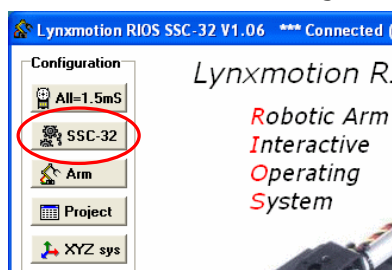 Lynxmotion RIOS SSC-32 V1.06 *** Connected (
Configuration
All=1.5mS
SSC-32
Arm
Project
XYZ sys
Lynxmotion R
Robotic Arm
Interactive
Operating
System